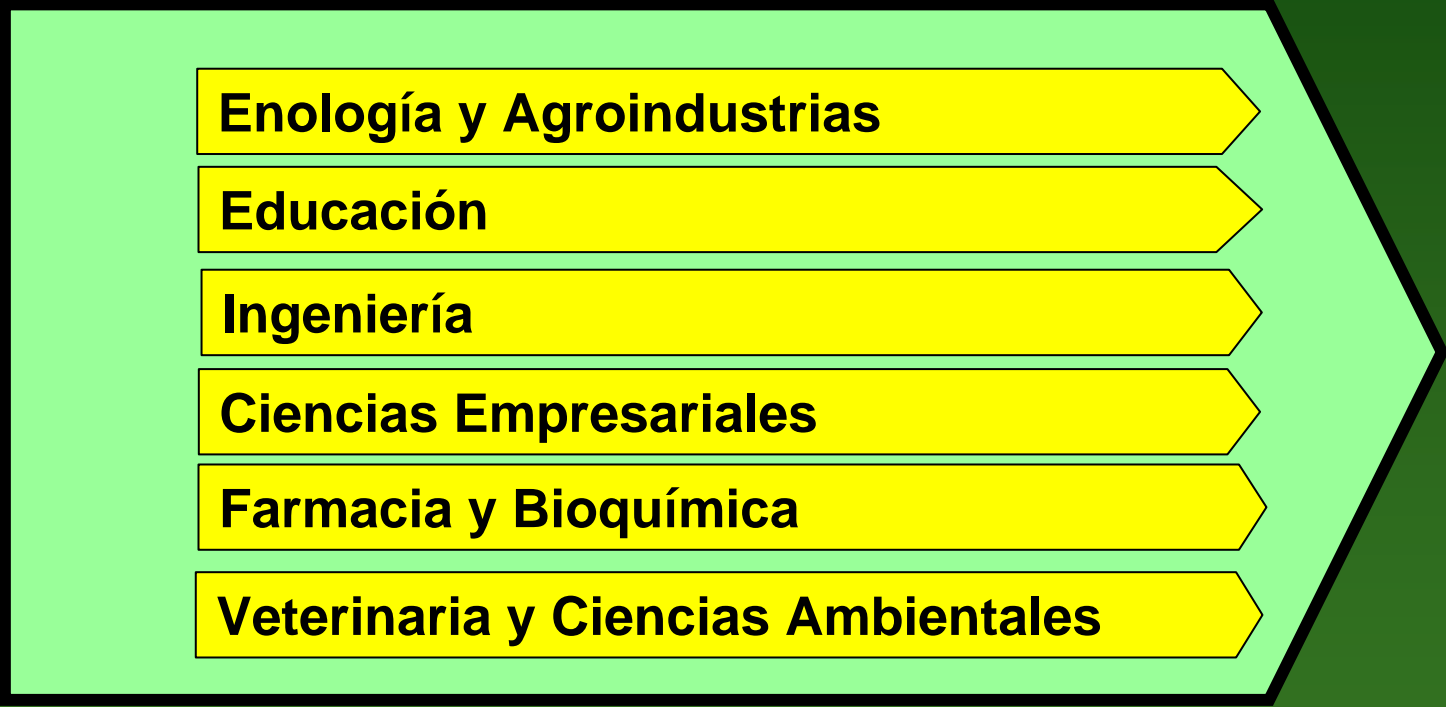 Enología y Agroindustrias
Educación
Ingeniería
Ciencias Empresariales
Farmacia y Bioquímica
Veterinaria y Ciencias Ambientales